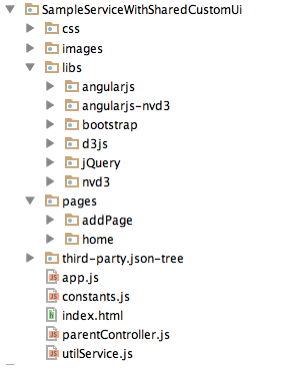 SampleServiceWithSharedCustomUi
css
images
libs
angularjs
angularjs-nvd3
bootstrap
d3js
jQuery
nvd3
pages
addPage
home
third-party.json-tree
app.js
constants.js
index.html
parentController.js
utilService.js